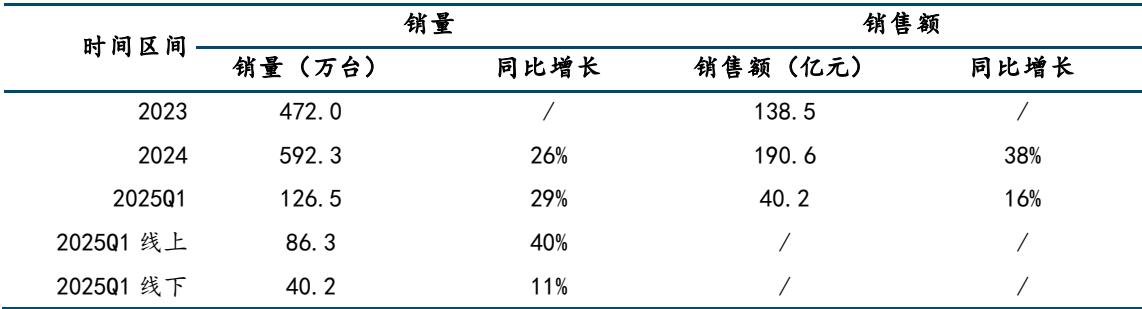 时间区间 销量 销售额
销量（万台） 同比增长 销售额（亿元） 同比增长
2023 472.0 / 138.5 /
2024 592.3 26% 190.6 38%
2025Q1 126.5 29% 40.2 16%
2025Q1 线上 86.3 40% / /
2025Q1 线下 40.2 11% / /